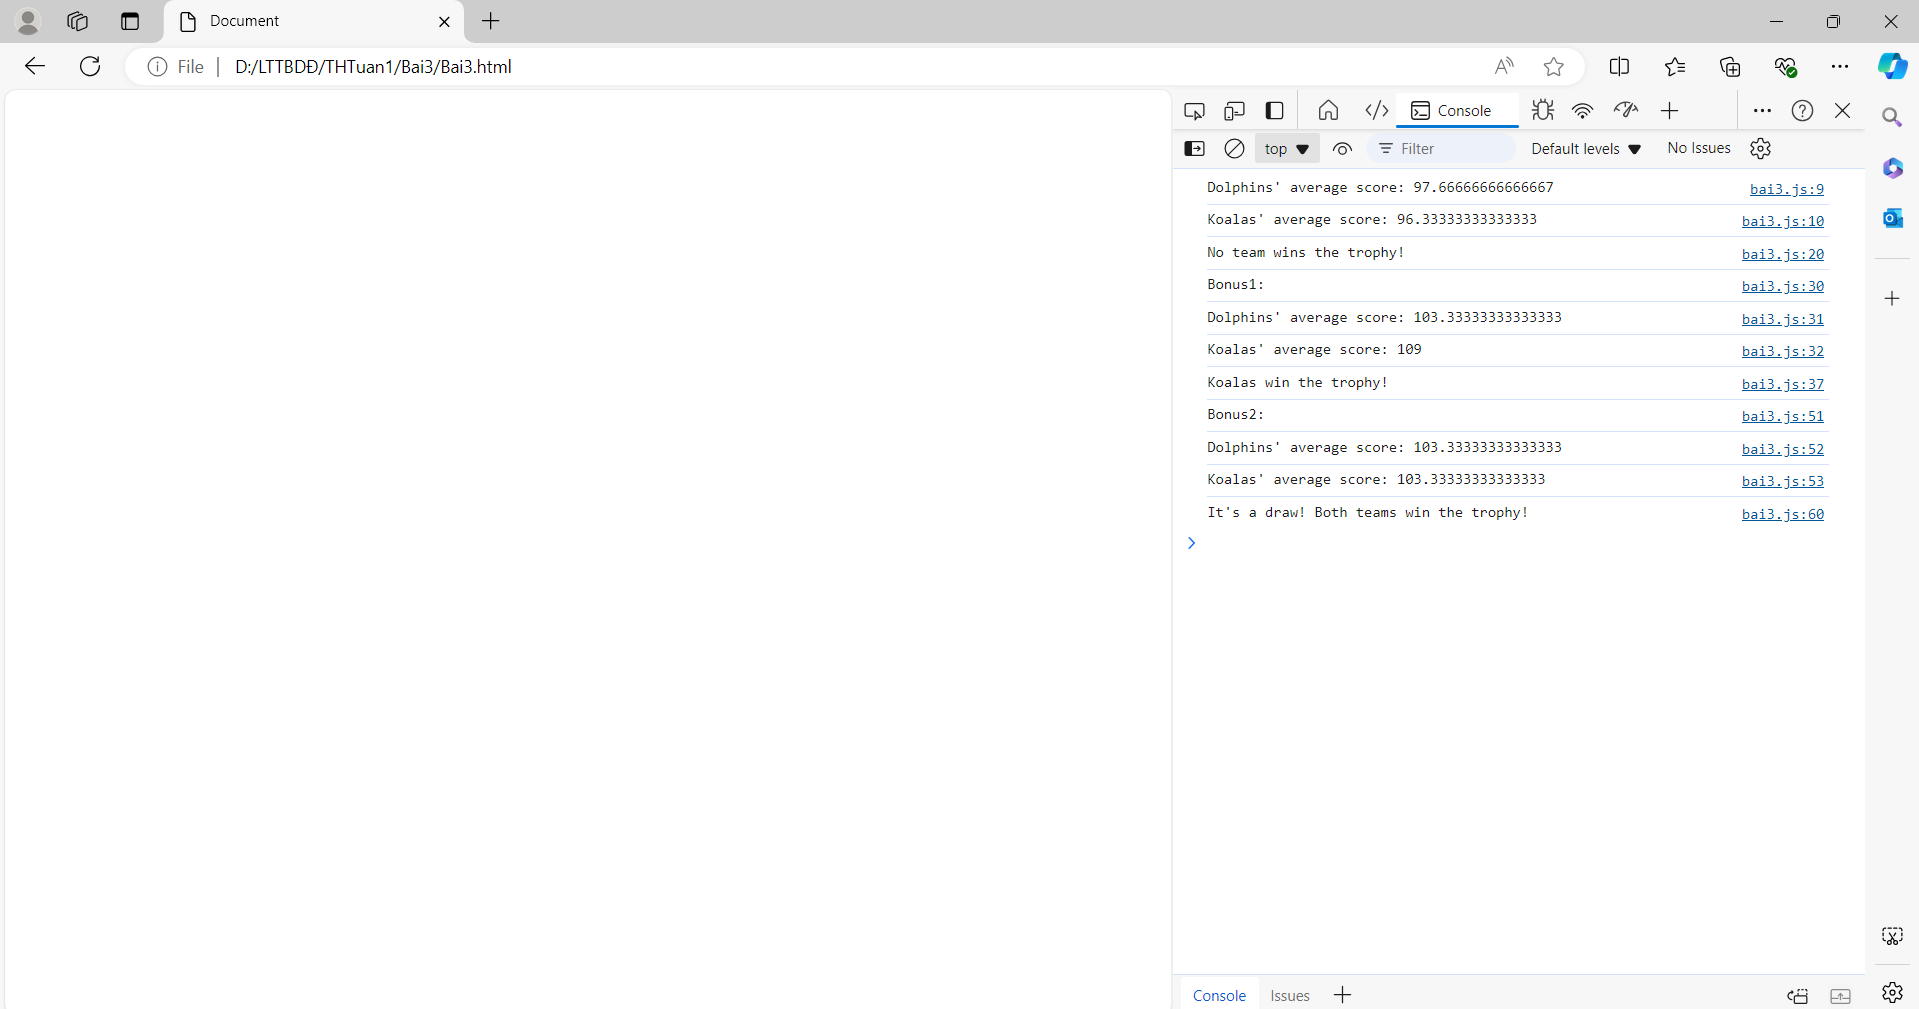 Document
File
D:/LTTBDĐ/THTuan1/Bai3/Bai3.html
Console
top
Filter
Default levels
No Issues
Dolphins' average score: 97.66666666666667 bai3.js:9
Koalas' average score: 96.33333333333333 bai3.js:10
No team wins the trophy! bai3.js:20
Bonus1: bai3.js:30
Dolphins' average score: 103.33333333333333 bai3.js:31
Koalas' average score: 109 bai3.js:32
Koalas win the trophy! bai3.js:37
Bonus2: bai3.js:51
Dolphins' average score: 103.33333333333333 bai3.js:52
Koalas' average score: 103.33333333333333 bai3.js:53
It's a draw! Both teams win the trophy! bai3.js:60
Console
Issues